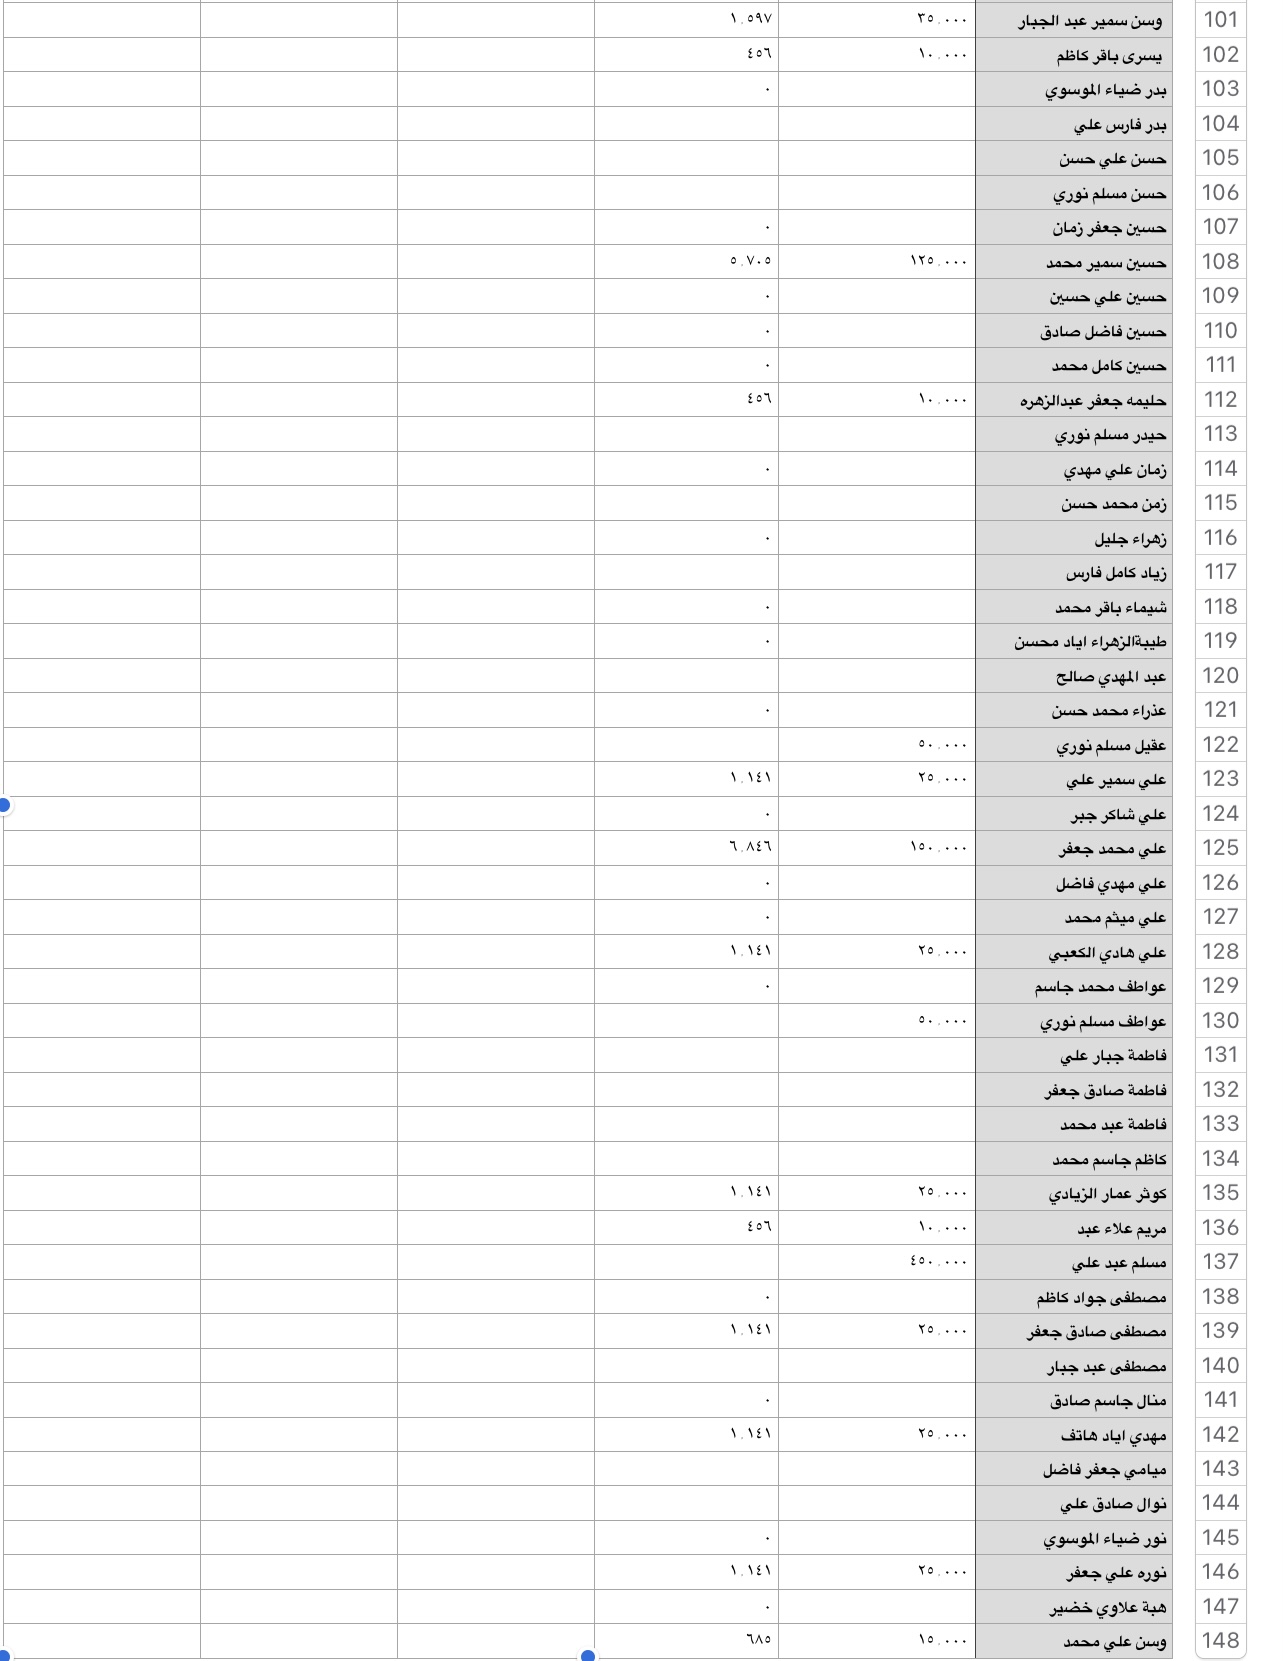 101 وسن سمير عبد الجبار ٣٥.٠٠٠ ١.٥٩٧
102 يسرى باقر كاظم ١٠.٠٠٠ ٤٥٦
103 بدر ضياء الموسوي ٠
104 بدر فارس علي
105 حسن علي حسن
106 حسن مسلم نوري
107 حسين جعفر زمان ٠
108 حسين سمير محمد ١٢٥.٠٠٠ ٥.٧٠٥
109 حسين علي حسين ٠
110 حسين فاضل صادق ٠
111 حسين كامل محمد ٠
112 حليمه جعفر عبدالزهره ١٠.٠٠٠ ٤٥٦
113 حيدر مسلم نوري
114 زمان علي مهدي ٠
115 زمن محمد حسن
116 زهراء جليل ٠
117 زياد كامل فارس
118 شيماء باقر محمد ٠
119 طيبةالزهراء اياد محسن ٠
120 عبد المهدي صالح
121 عذراء محمد حسن ٠
122 عقيل مسلم نوري ٥٠.٠٠٠
123 علي سمير علي ٢٥.٠٠٠ ١.١٤١
124 علي شاكر جبر ٠
125 علي محمد جعفر ١٥٠.٠٠٠ ٦.٨٤٦
126 علي مهدي فاضل ٠
127 علي ميثم محمد ٠
128 علي هادي الكعبي ٢٥.٠٠٠ ١.١٤١
129 عواطف محمد جاسم ٠
130 عواطف مسلم نوري ٥٠.٠٠٠
131 فاطمة جبار علي
132 فاطمة صادق جعفر
133 فاطمة عبد محمد
134 كاظم جاسم محمد
135 كوثر عمار الزيادي ٢٥.٠٠٠ ١.١٤١
136 مريم علاء عبد ١٠.٠٠٠ ٤٥٦
137 مسلم عبد علي ٤٥٠.٠٠٠
138 مصطفى جواد كاظم ٠
139 مصطفى صادق جعفر ٢٥.٠٠٠ ١.١٤١
140 مصطفى عبد جبار
141 منال جاسم صادق ٠
142 مهدي اياد هاتف ٢٥.٠٠٠ ١.١٤١
143 ميامي جعفر فاضل
144 نوال صادق علي
145 نور ضياء الموسوي ٠
146 نوره علي جعفر ٢٥.٠٠٠ ١.١٤١
147 هبة علاوي خضير ٠
148 وسن علي محمد ١٥.٠٠٠ ٦٨٥